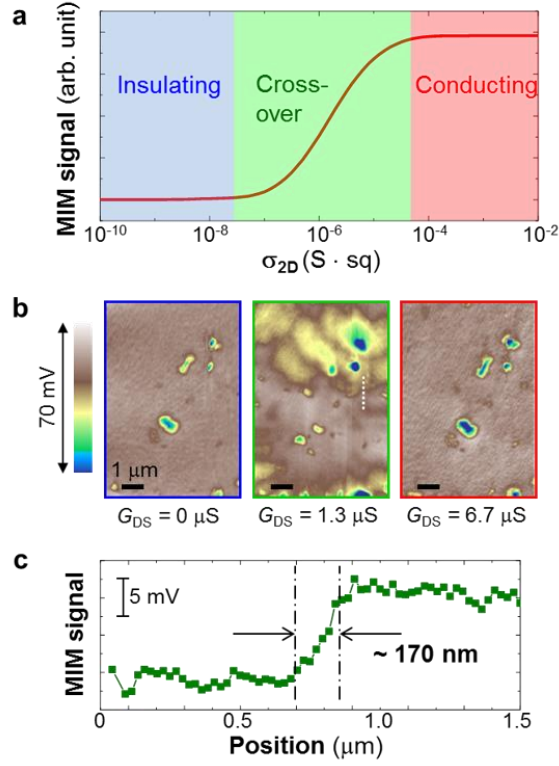 a
MIM signal (arb. unit)
Insulating
Cross-
over
Conducting
10⁻¹⁰ 10⁻⁸ 10⁻⁶ 10⁻⁴ 10⁻²
σ2D (S · sq)
b
70 mV
1 μm
GDS = 0 μS GDS = 1.3 μS GDS = 6.7 μS
c
MIM signal
5 mV
~ 170 nm
0 0.5 1.0 1.5
Position (μm)